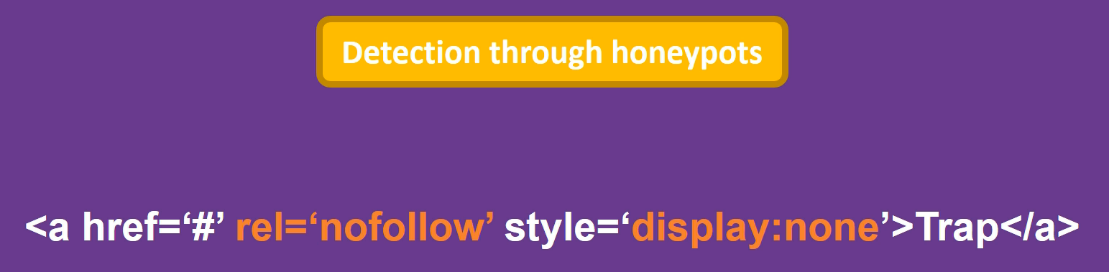 Detection through honeypots
<a href=‘#’ rel=‘nofollow’ style=‘display:none’>Trap</a>